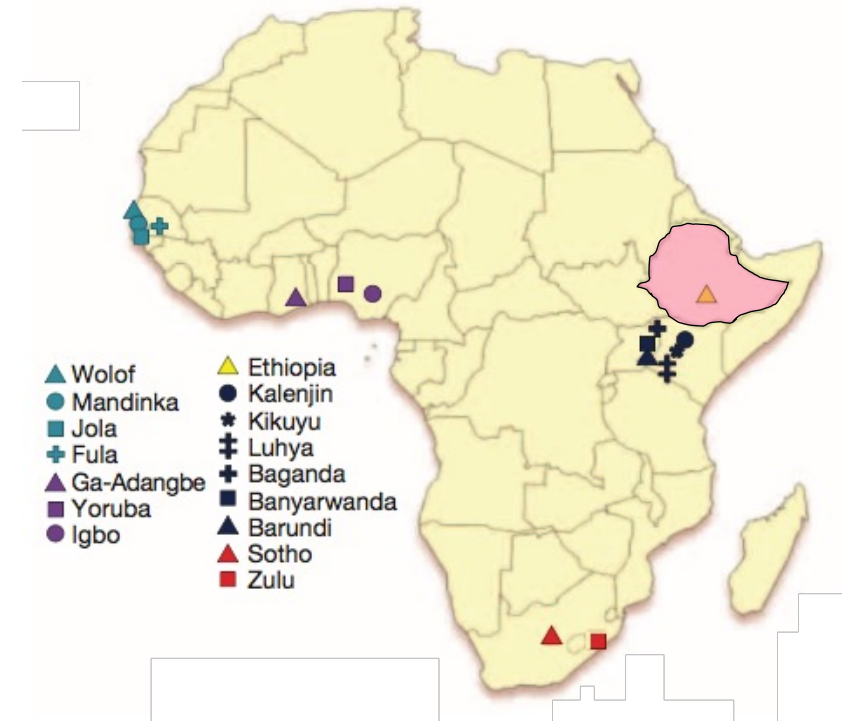 Wolof
Mandinka
Jola
Fula
Ga-Adangbe
Yoruba
Igbo
Ethiopia
Kalenjin
Kikuyu
Luhya
Baganda
Banyarwanda
Barundi
Sotho
Zulu